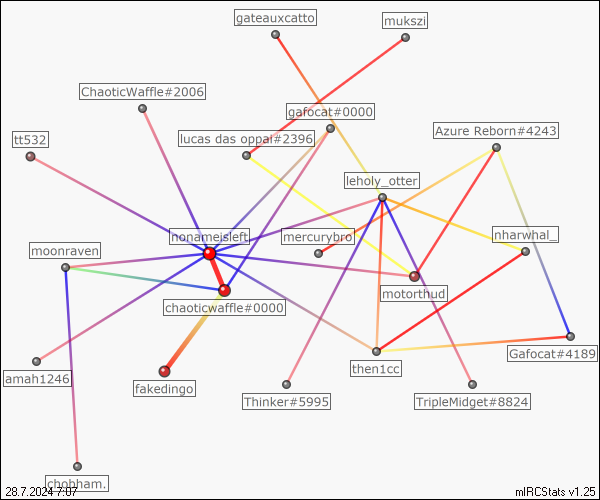 gateauxcatto
mukszi
ChaoticWaffle#2006
gafocat#0000
Azure Reborn#4243
tt532
lucas das oppai#2396
leholy_otter
nonameisleft
mercurybro
nharwhal_
moonraven
motorthud
chaoticwaffle#0000
Gafocat#4189
then1cc
amah1246
fakedingo
Thinker#5995
TripleMidget#8824
chobham.
28.7.2024 7:07
mIRCStats v1.25